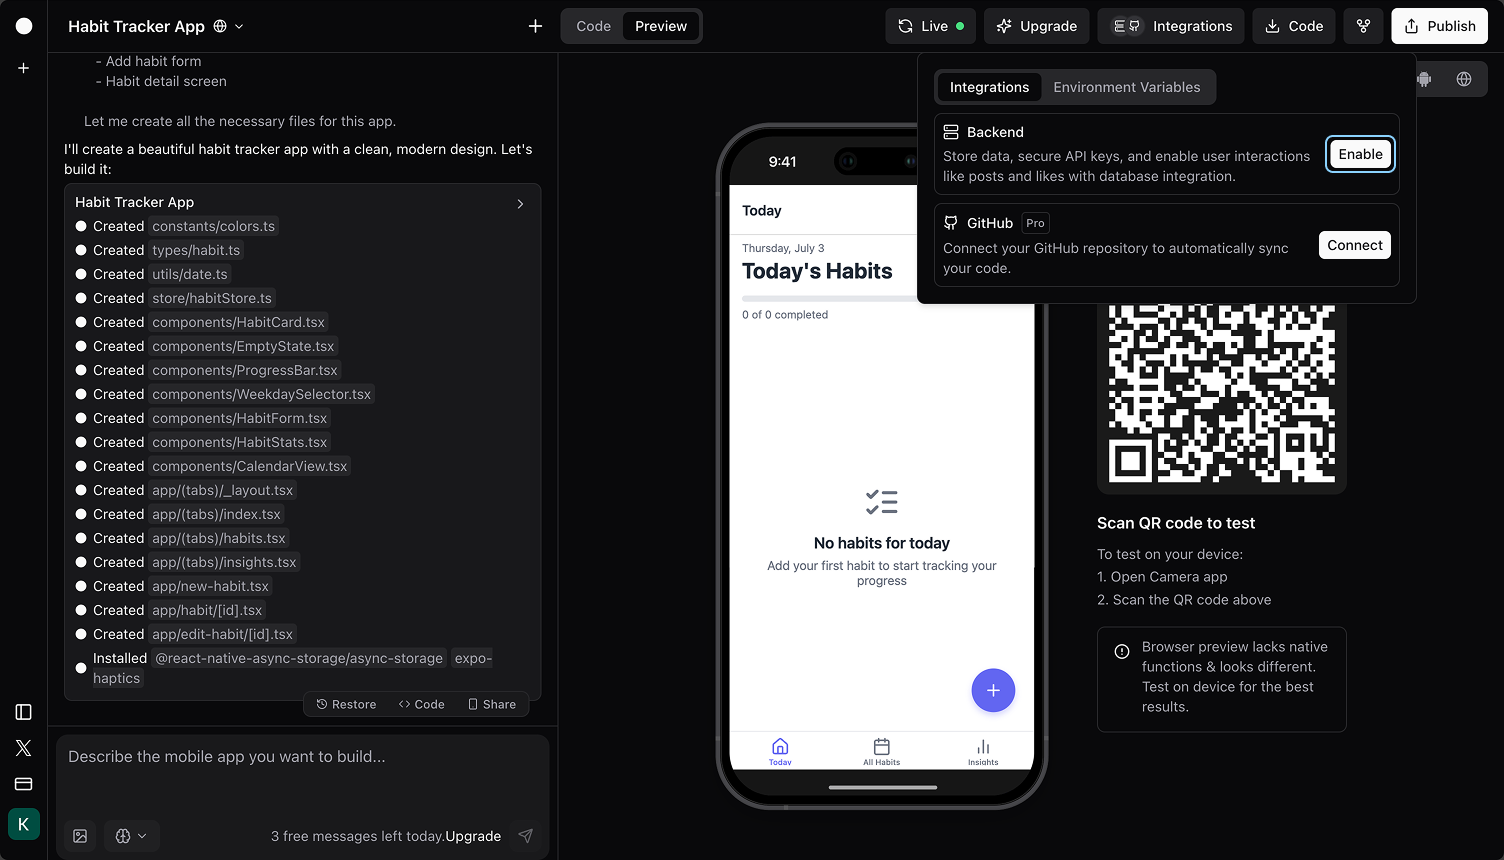 Habit Tracker App
Code
Preview
Live
Upgrade
Integrations
Code
Publish
- Add habit form
- Habit detail screen
Let me create all the necessary files for this app.
I'll create a beautiful habit tracker app with a clean, modern design. Let's
build it:
Habit Tracker App
Created constants/colors.ts
Created types/habit.ts
Created utils/date.ts
Created store/habitStore.ts
Created components/HabitCard.tsx
Created components/EmptyState.tsx
Created components/ProgressBar.tsx
Created components/WeekdaySelector.tsx
Created components/HabitForm.tsx
Created components/HabitStats.tsx
Created components/CalendarView.tsx
Created app/(tabs)/_layout.tsx
Created app/(tabs)/index.tsx
Created app/(tabs)/habits.tsx
Created app/(tabs)/insights.tsx
Created app/new-habit.tsx
Created app/habit/[id].tsx
Created app/edit-habit/[id].tsx
Installed @react-native-async-storage/async-storage expo-
haptics
Restore
Code
Share
Describe the mobile app you want to build...
3 free messages left today.Upgrade
K
9:41
Today
Thursday, July 3
Today's Habits
0 of 0 completed
No habits for today
Add your first habit to start tracking your
progress
Today
All Habits
Insights
Integrations
Environment Variables
Backend
Store data, secure API keys, and enable user interactions
like posts and likes with database integration.
Enable
GitHub Pro
Connect your GitHub repository to automatically sync
your code.
Connect
Scan QR code to test
To test on your device:
1. Open Camera app
2. Scan the QR code above
Browser preview lacks native
functions & looks different.
Test on device for the best
results.